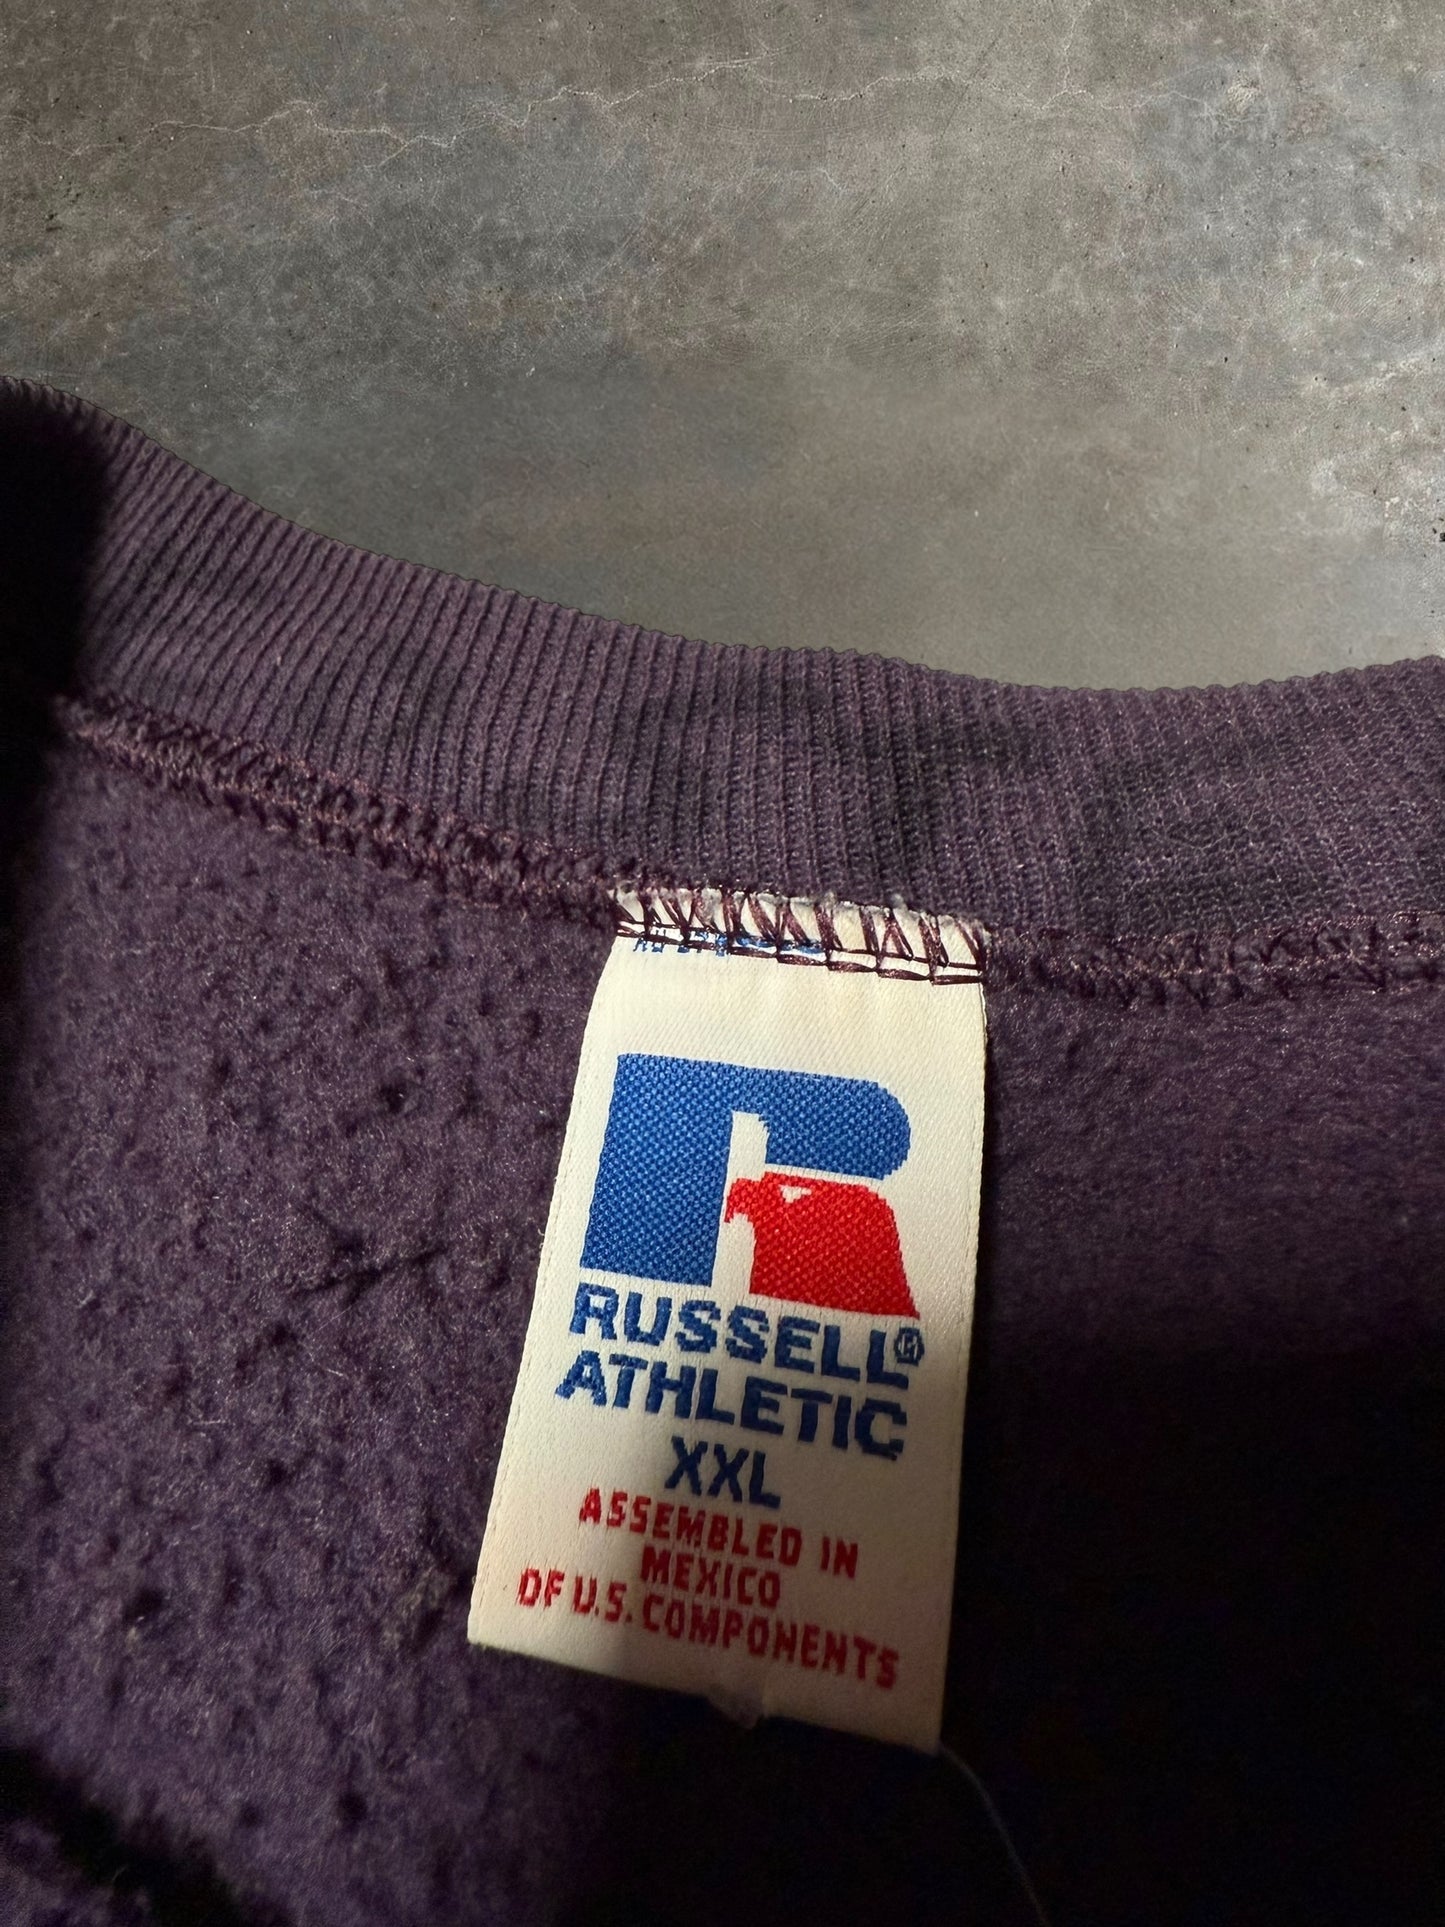 RUSSELL®
ATHLETIC
XXL
ASSEMBLED IN
MEXICO
OF U.S. COMPONENTS